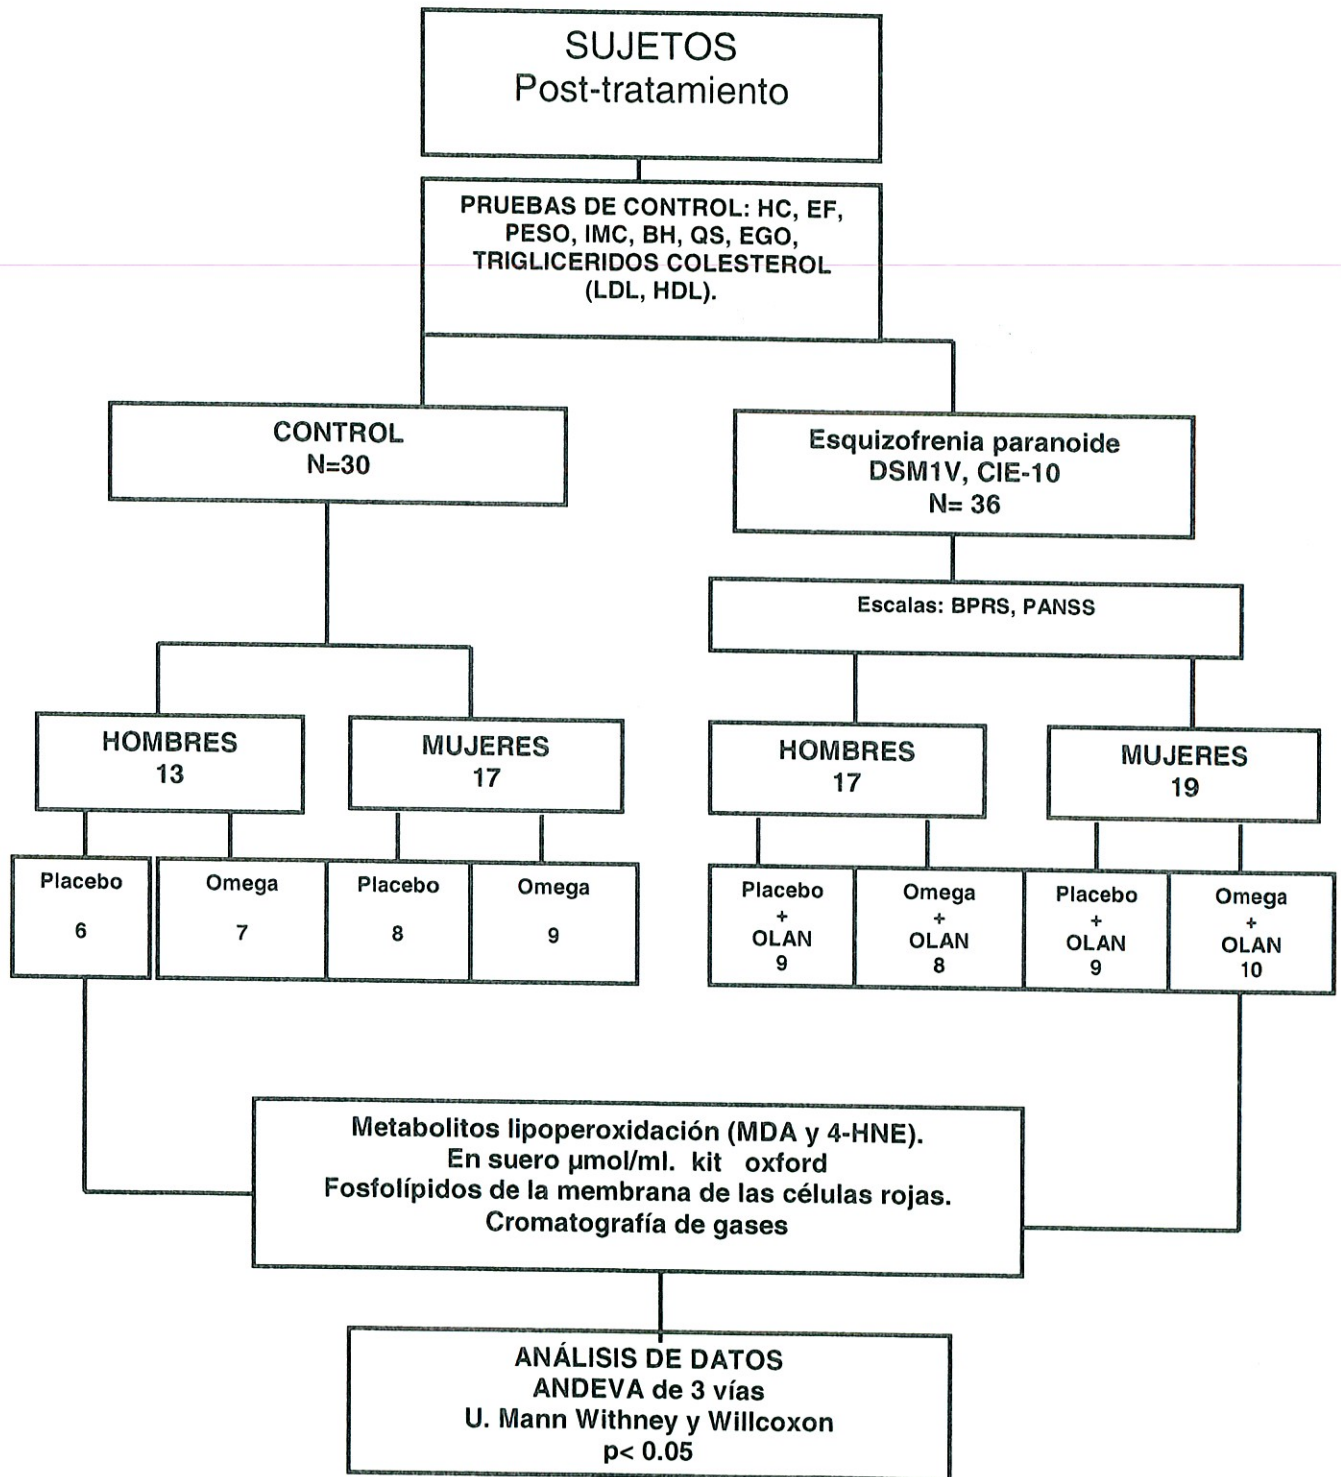 SUJETOS
Post-tratamiento
PRUEBAS DE CONTROL: HC, EF,
PESO, IMC, BH, QS, EGO,
TRIGLICERIDOS COLESTEROL
(LDL, HDL).
CONTROL
N=30
Esquizofrenia paranoide
DSM1V, CIE-10
N= 36
Escalas: BPRS, PANSS
HOMBRES
13
MUJERES
17
HOMBRES
17
MUJERES
19
Placebo
6
Omega
7
Placebo
8
Omega
9
Placebo
+
OLAN
9
Omega
+
OLAN
8
Placebo
+
OLAN
9
Omega
+
OLAN
10
Metabolitos lipoperoxidación (MDA y 4-HNE).
En suero µmol/ml. kit oxford
Fosfolípidos de la membrana de las células rojas.
Cromatografía de gases
ANÁLISIS DE DATOS
ANDEVA de 3 vías
U. Mann Withney y Willcoxon
p< 0.05